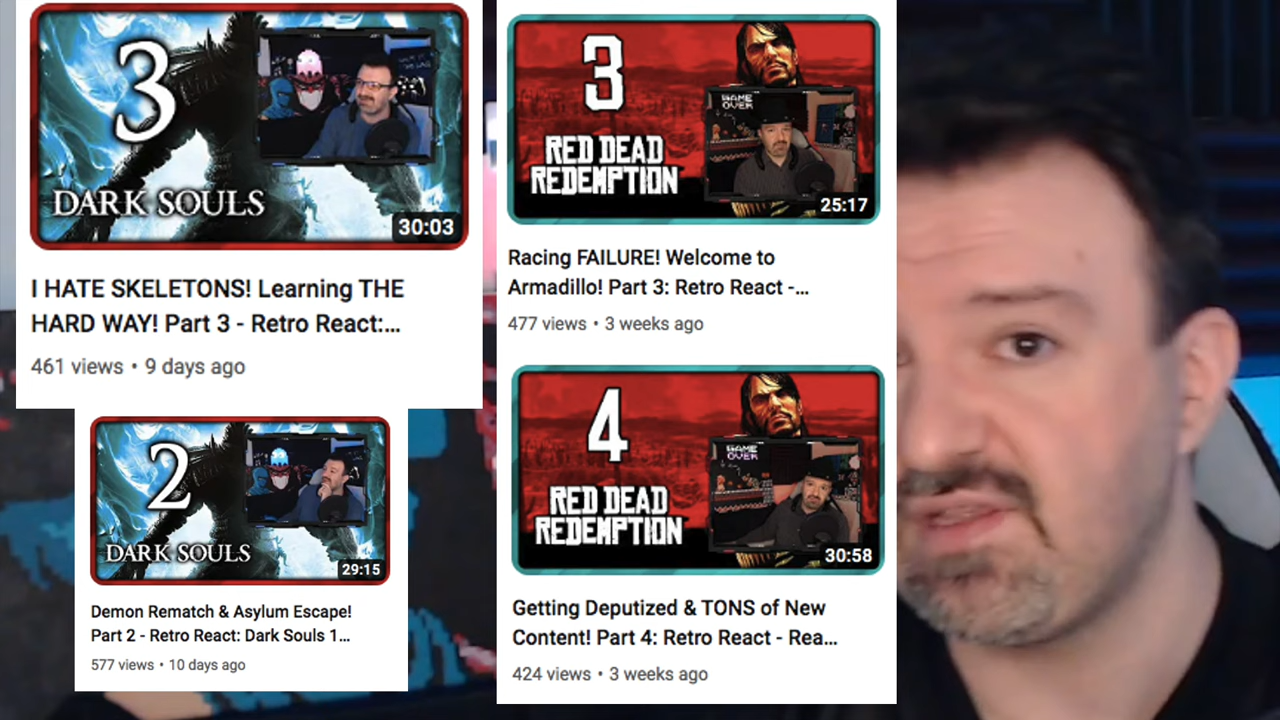 3
DARK SOULS
30:03
I HATE SKELETONS! Learning THE
HARD WAY! Part 3 - Retro React:...
461 views • 9 days ago
2
DARK SOULS
29:15
Demon Rematch & Asylum Escape!
Part 2 - Retro React: Dark Souls 1...
577 views • 10 days ago
3
GAME
OVER
RED DEAD
REDEMPTION
25:17
Racing FAILURE! Welcome to
Armadillo! Part 3: Retro React -...
477 views • 3 weeks ago
4
GAME
OVER
RED DEAD
REDEMPTION
30:58
Getting Deputized & TONS of New
Content! Part 4: Retro React - Rea...
424 views • 3 weeks ago